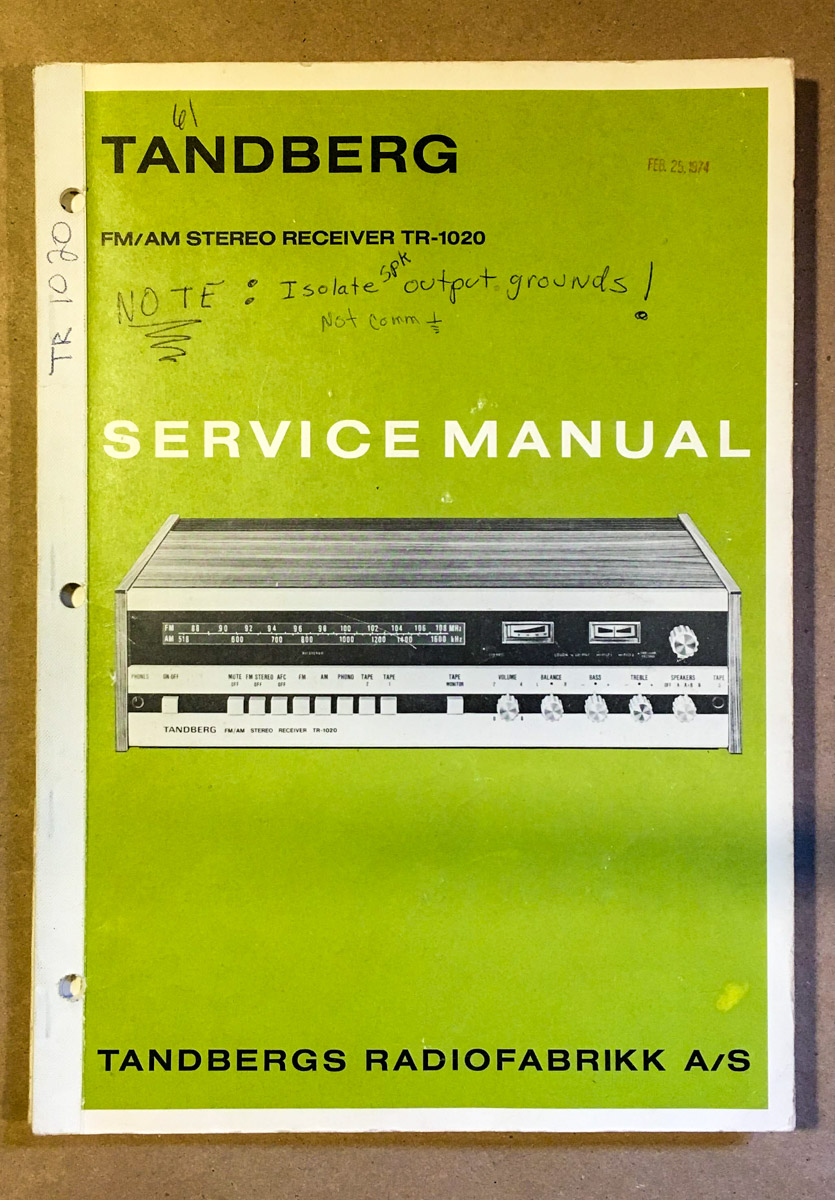 61
TANDBERG
FEB. 25. 1974
FM/AM STEREO RECEIVER TR-1020
TR 1020
NOTE : Isolate spk output grounds!
Not comm ⏚
SERVICE MANUAL
FM 88 90 92 94 96 98 100 102 104 106 108 MHz
AM 516 600 700 800 1000 1200 1400 1600 kHz
PHONES ON-OFF MUTE FM STEREO AFC FM AM PHONO TAPE TAPE TAPE VOLUME BALANCE BASS TREBLE SPEAKERS TAPE
OFF OFF OFF 2 1 MONITOR
TANDBERG FM/AM STEREO RECEIVER TR-1020
TANDBERGS RADIOFABRIKK A/S